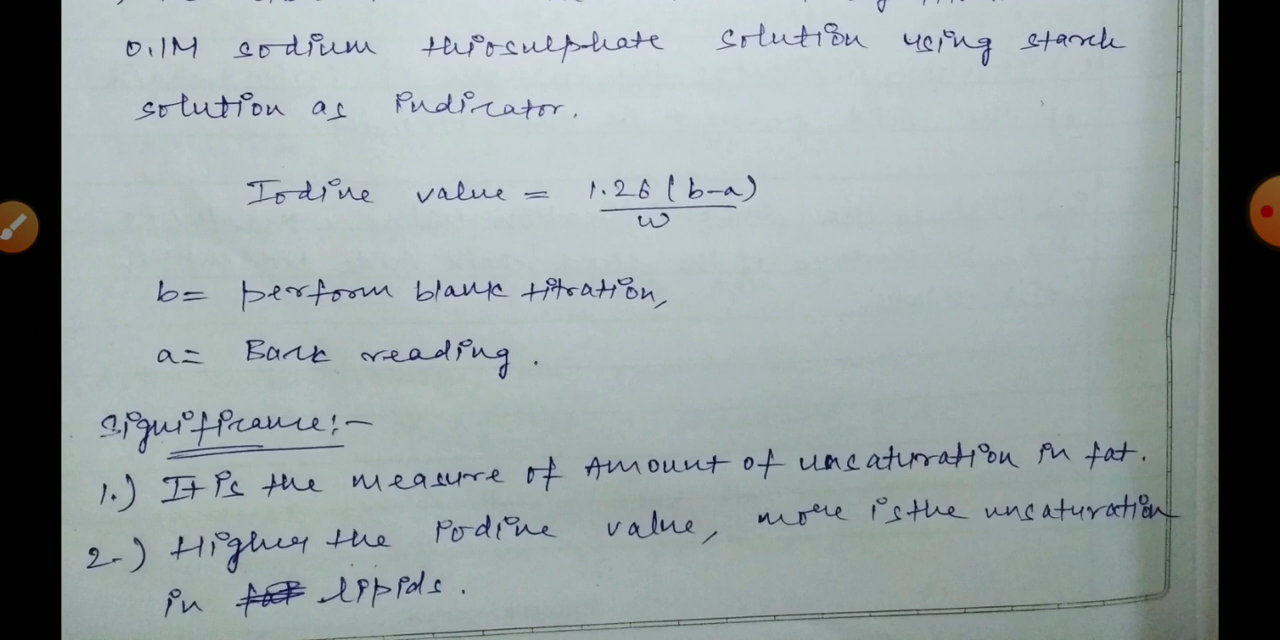 0.1M sodium thiosulphate solution using starch
solution as indicator.
Iodine value = 1.26 (b-a)
w
b= perform blank titration,
a= Back reading.
Significance:-
1.) It is the measure of Amount of unsaturation in fat.
2-) Higher the iodine value, more is the unsaturation
in lipids.